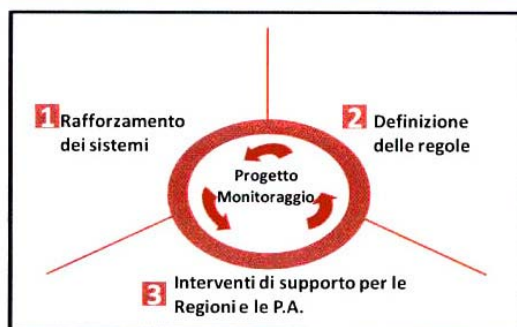 1 Rafforzamento
dei sistemi
2 Definizione
delle regole
Progetto
Monitoraggio
3 Interventi di supporto per le
Regioni e le P.A.